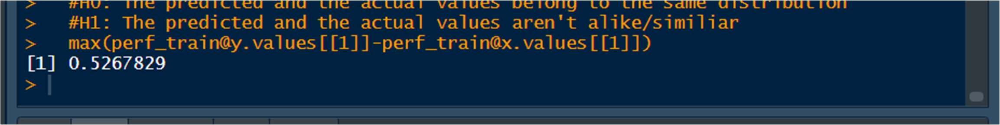 > #H0: The predicted and the actual values belong to the same distribution
> #H1: The predicted and the actual values aren't alike/similiar
> max(perf_train@y.values[[1]]-perf_train@x.values[[1]])
[1] 0.5267829
>